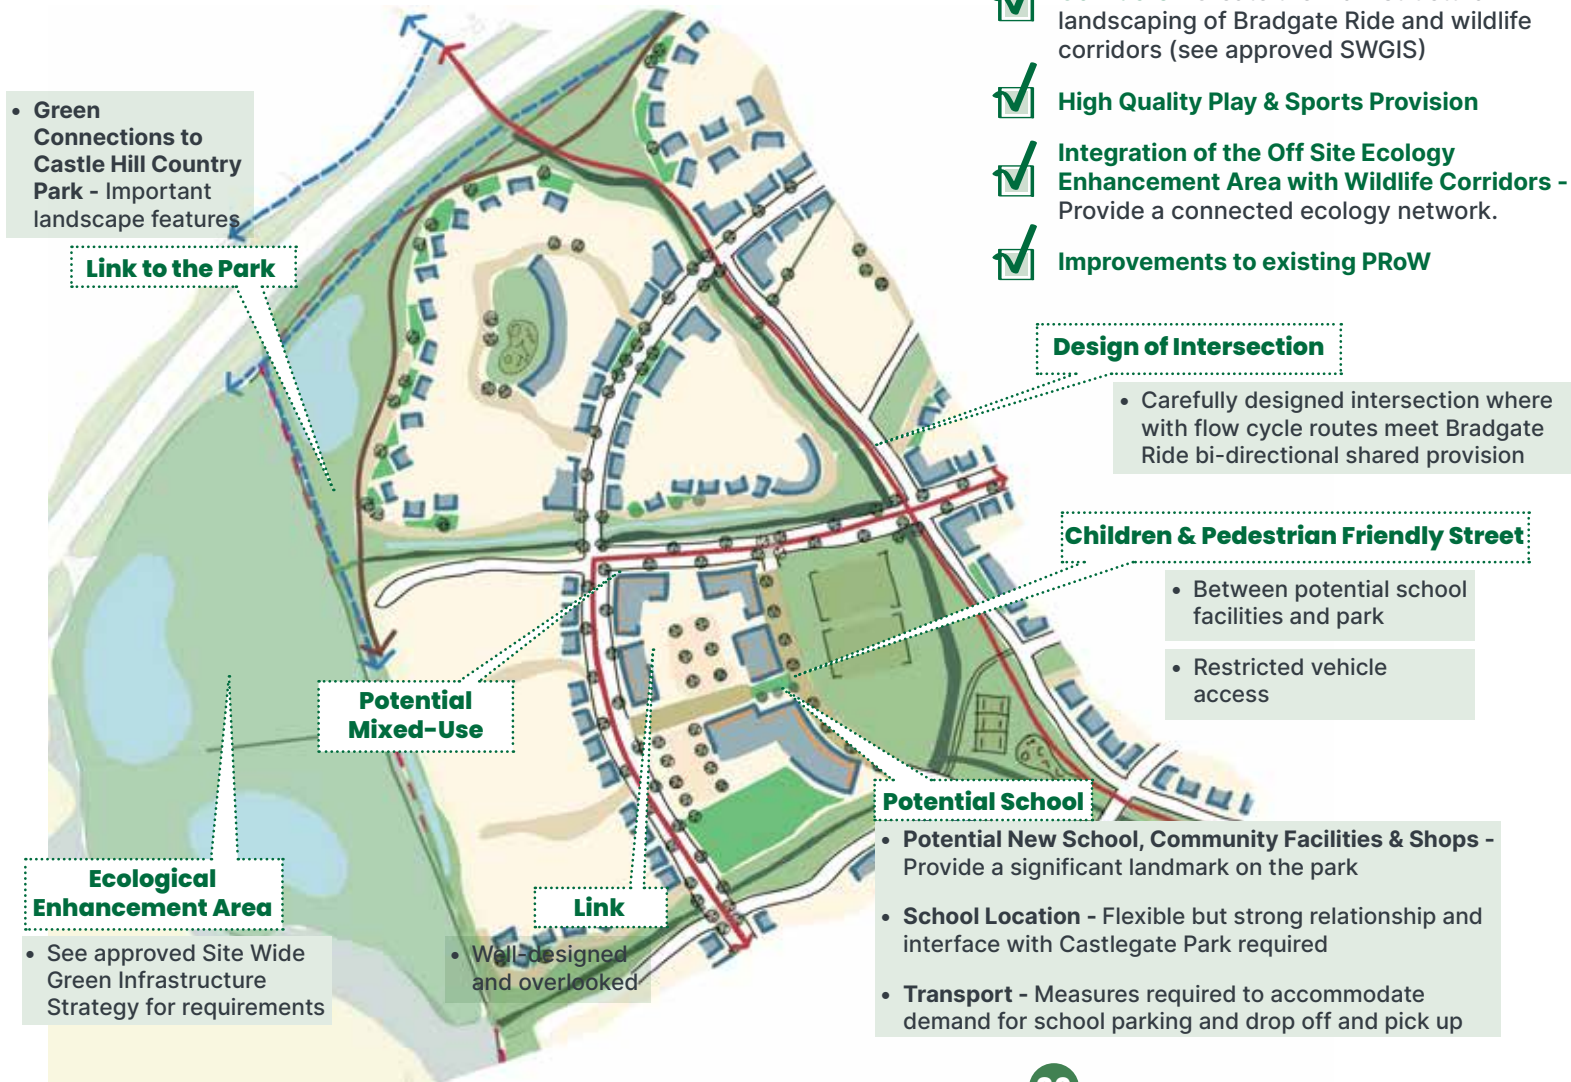 landscaping of Bradgate Ride and wildlife
corridors (see approved SWGIS)
High Quality Play & Sports Provision
Integration of the Off Site Ecology
Enhancement Area with Wildlife Corridors -
Provide a connected ecology network.
Improvements to existing PRoW
• Green
Connections to
Castle Hill Country
Park - Important
landscape features
Link to the Park
Design of Intersection
• Carefully designed intersection where
with flow cycle routes meet Bradgate
Ride bi-directional shared provision
Children & Pedestrian Friendly Street
• Between potential school
facilities and park
• Restricted vehicle
access
Potential
Mixed-Use
Potential School
• Potential New School, Community Facilities & Shops -
Provide a significant landmark on the park
• School Location - Flexible but strong relationship and
interface with Castlegate Park required
• Transport - Measures required to accommodate
demand for school parking and drop off and pick up
Ecological
Enhancement Area
• See approved Site Wide
Green Infrastructure
Strategy for requirements
Link
• Well-designed
and overlooked